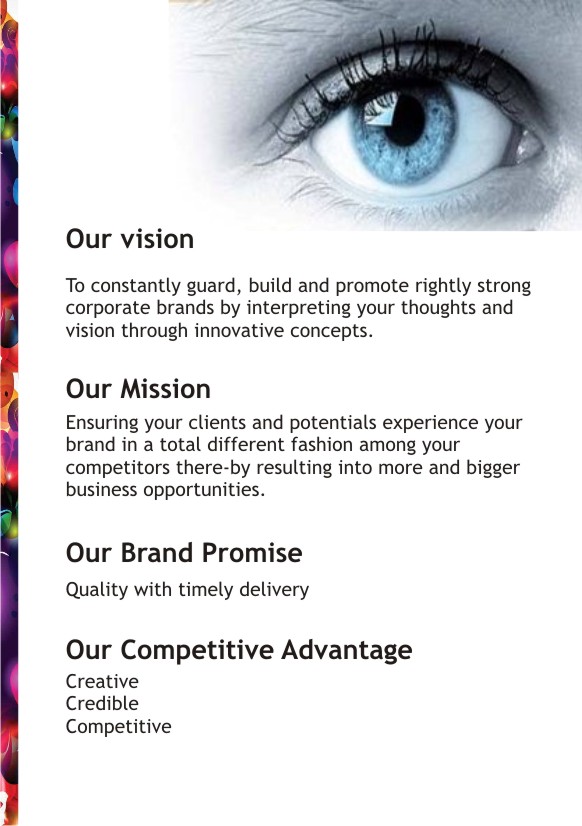 Our vision
To constantly guard, build and promote rightly strong
corporate brands by interpreting your thoughts and
vision through innovative concepts.
Our Mission
Ensuring your clients and potentials experience your
brand in a total different fashion among your
competitors there-by resulting into more and bigger
business opportunities.
Our Brand Promise
Quality with timely delivery
Our Competitive Advantage
Creative
Credible
Competitive